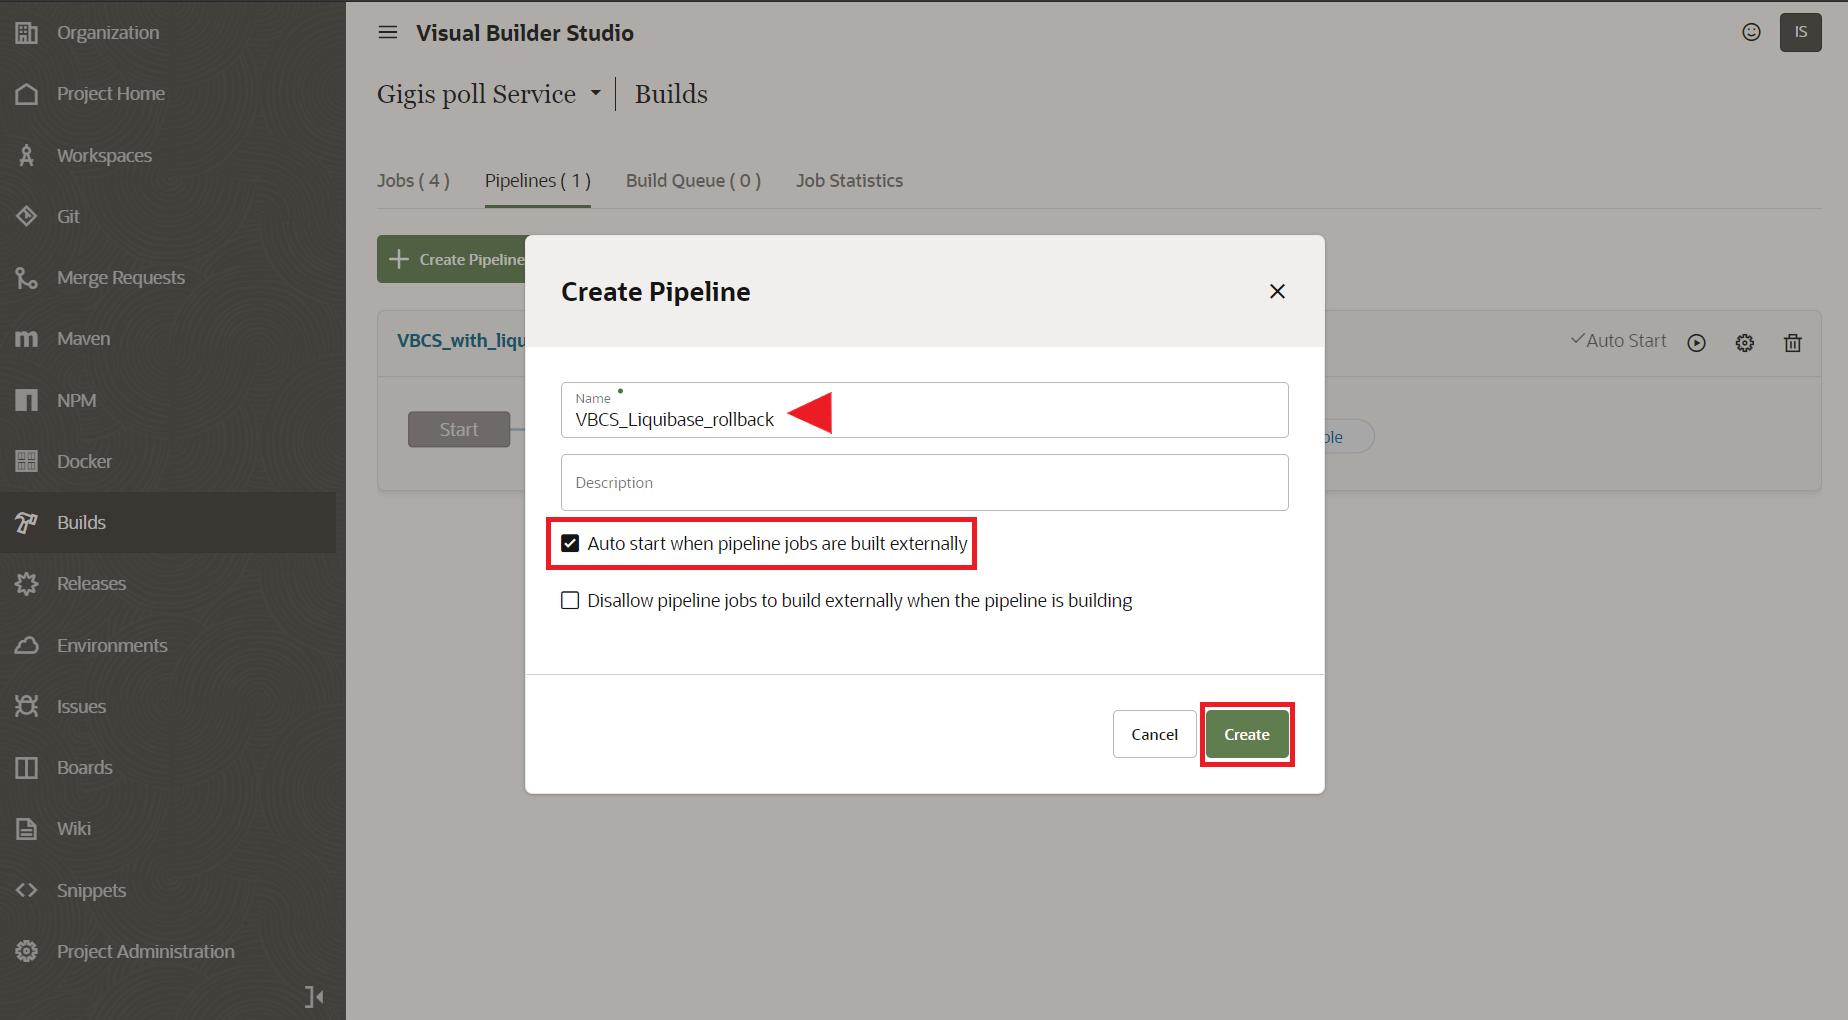 Organization
Project Home
Workspaces
Git
Merge Requests
Maven
NPM
Docker
Builds
Releases
Environments
Issues
Boards
Wiki
Snippets
Project Administration
Visual Builder Studio
IS
Gigis poll Service
Builds
Jobs ( 4 )
Pipelines ( 1 )
Build Queue ( 0 )
Job Statistics
Create Pipeline
VBCS_with_liqu
Auto Start
Start
ble
Create Pipeline
Name
VBCS_Liquibase_rollback
Description
Auto start when pipeline jobs are built externally
Disallow pipeline jobs to build externally when the pipeline is building
Cancel
Create